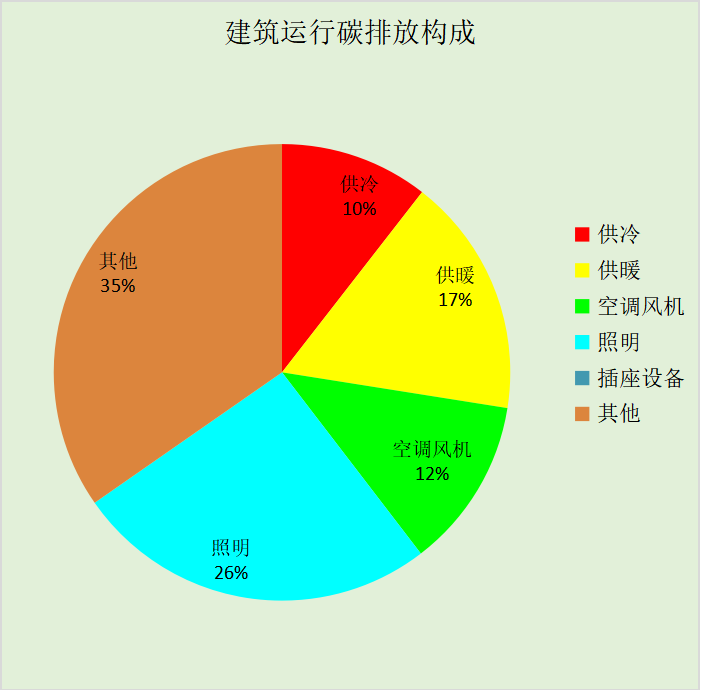 建筑运行碳排放构成
供冷
10%
供暖
17%
空调风机
12%
照明
26%
其他
35%
供冷
供暖
空调风机
照明
插座设备
其他